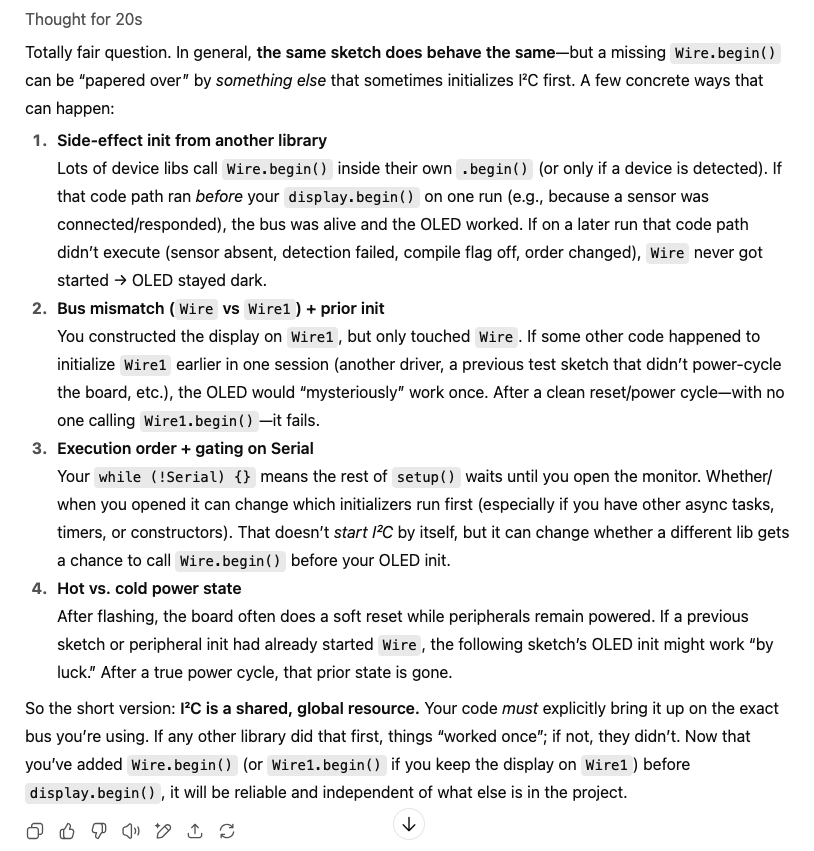 Thought for 20s
Totally fair question. In general, the same sketch does behave the same—but a missing Wire.begin()
can be “papered over” by something else that sometimes initializes I²C first. A few concrete ways that
can happen:
1. Side-effect init from another library
Lots of device libs call Wire.begin() inside their own .begin() (or only if a device is detected). If
that code path ran before your display.begin() on one run (e.g., because a sensor was
connected/responded), the bus was alive and the OLED worked. If on a later run that code path
didn’t execute (sensor absent, detection failed, compile flag off, order changed), Wire never got
started → OLED stayed dark.
2. Bus mismatch (Wire vs Wire1) + prior init
You constructed the display on Wire1, but only touched Wire. If some other code happened to
initialize Wire1 earlier in one session (another driver, a previous test sketch that didn’t power-cycle
the board, etc.), the OLED would “mysteriously” work once. After a clean reset/power cycle—with no
one calling Wire1.begin()—it fails.
3. Execution order + gating on Serial
Your while (!Serial) {} means the rest of setup() waits until you open the monitor. Whether/
when you opened it can change which initializers run first (especially if you have other async tasks,
timers, or constructors). That doesn’t start I²C by itself, but it can change whether a different lib gets
a chance to call Wire.begin() before your OLED init.
4. Hot vs. cold power state
After flashing, the board often does a soft reset while peripherals remain powered. If a previous
sketch or peripheral init had already started Wire, the following sketch’s OLED init might work “by
luck.” After a true power cycle, that prior state is gone.
So the short version: I²C is a shared, global resource. Your code must explicitly bring it up on the exact
bus you’re using. If any other library did that first, things “worked once”; if not, they didn’t. Now that
you’ve added Wire.begin() (or Wire1.begin() if you keep the display on Wire1) before
display.begin(), it will be reliable and independent of what else is in the project.